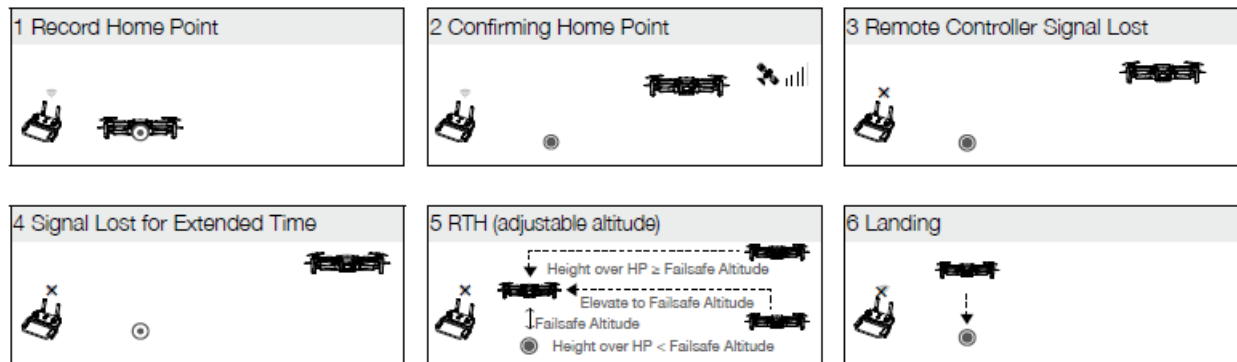 1 Record Home Point
2 Confirming Home Point
3 Remote Controller Signal Lost
4 Signal Lost for Extended Time
5 RTH (adjustable altitude)
Height over HP ≥ Failsafe Altitude
Elevate to Failsafe Altitude
Failsafe Altitude
Height over HP < Failsafe Altitude
6 Landing